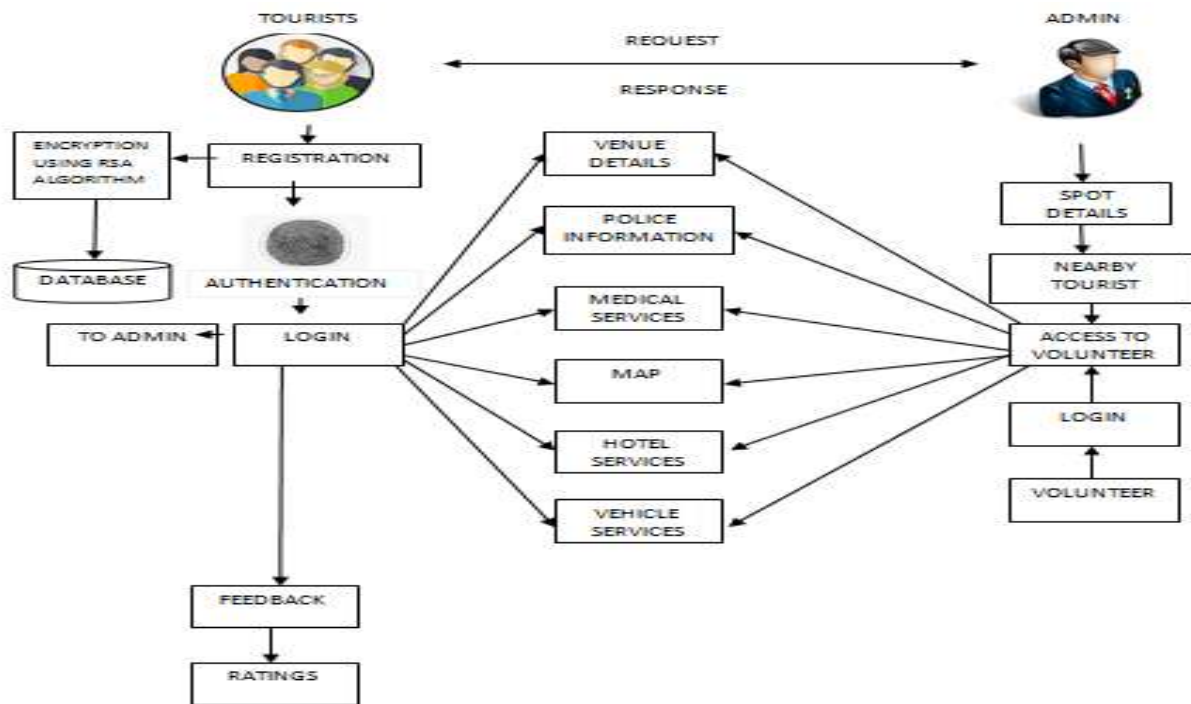 TOURISTS
ADMIN
REQUEST
RESPONSE
ENCRYPTION
USING RSA
ALGORITHM
REGISTRATION
VENUE
DETAILS
SPOT
DETAILS
POLICE
INFORMATION
DATABASE
AUTHENTICATION
NEARBY
TOURIST
MEDICAL
SERVICES
TO ADMIN
LOGIN
ACCESS TO
VOLUNTEER
MAP
LOGIN
HOTEL
SERVICES
VOLUNTEER
VEHICLE
SERVICES
FEEDBACK
RATINGS